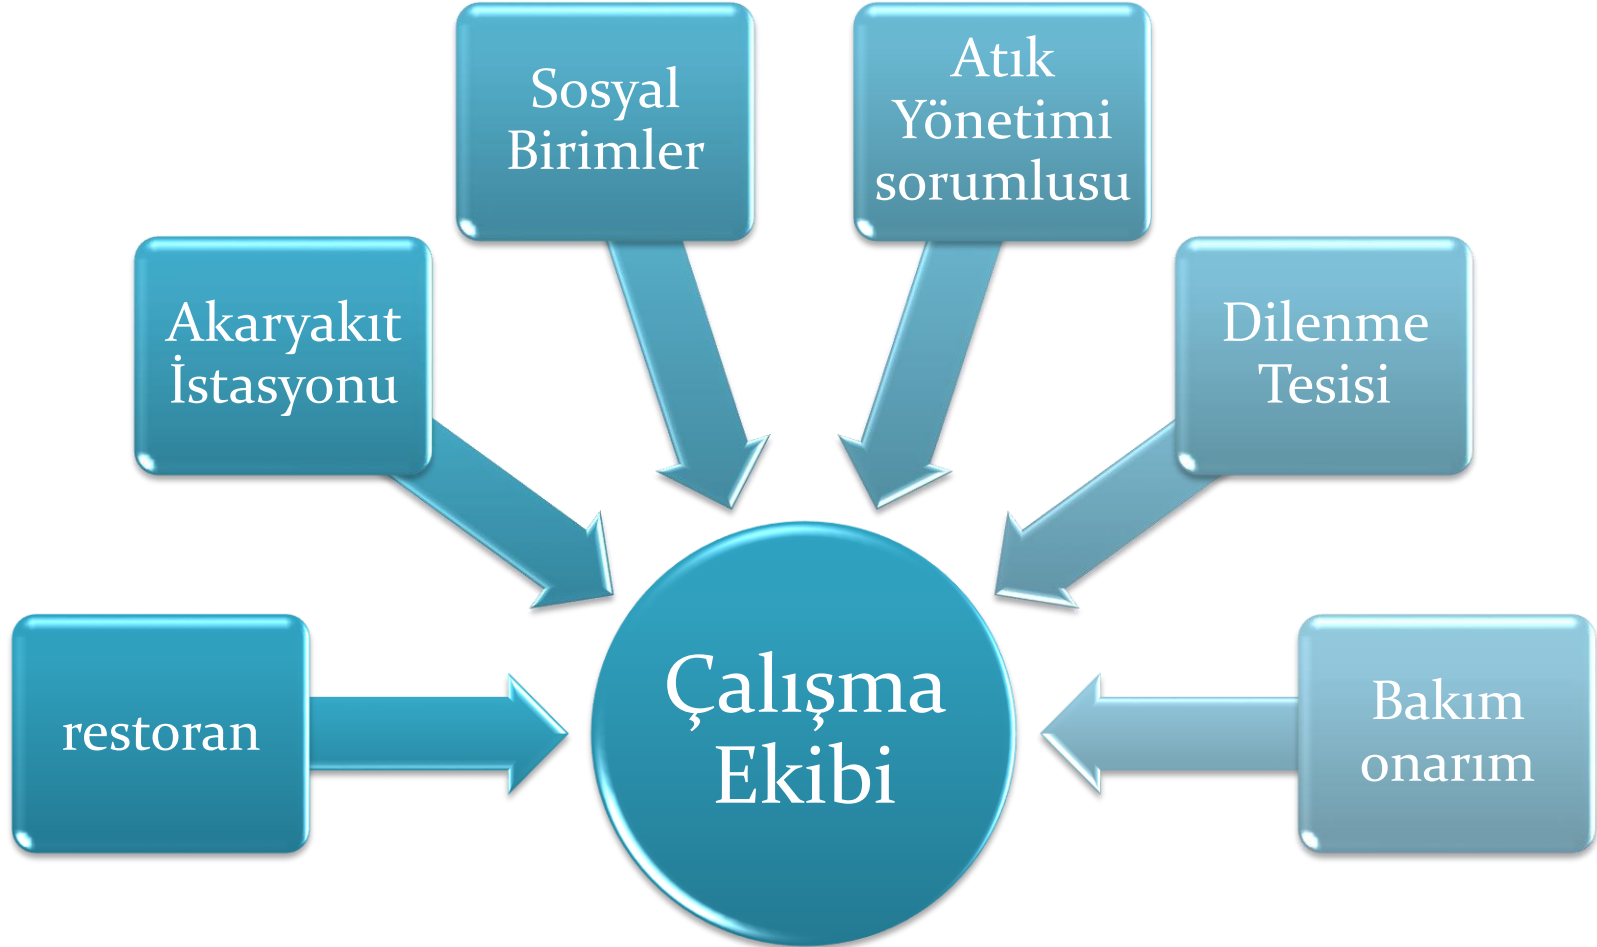 Sosyal
Birimler
Atık
Yönetimi
sorumlusu
Akaryakıt
İstasyonu
Dilenme
Tesisi
restoran
Çalışma
Ekibi
Bakım
onarım